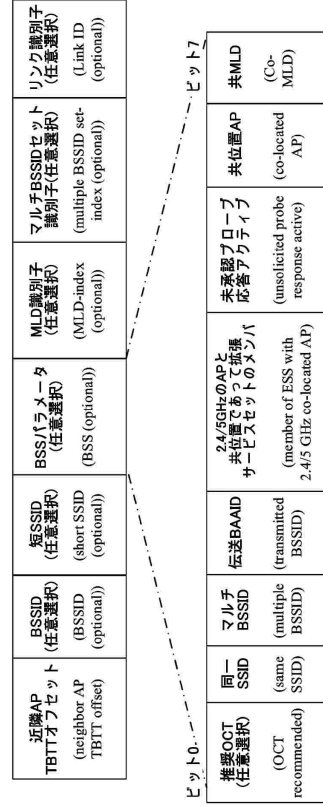 近隣AP
TBTTオフセット
(neighbor AP
TBTT offset)
BSSID
(任意選択)
(BSSID
(optional))
短SSID
(任意選択)
(short SSID
(optional))
BSSパラメータ
(任意選択)
(BSS (optional))
MLD識別子
(任意選択)
(MLD-index
(optional))
マルチBSSIDセット
識別子(任意選択)
(multiple BSSID set-
index (optional))
リンク識別子
(任意選択)
(Link ID
(optional))
ビット0
ビット7
推奨OCT
(任意選択)
(OCT
recommended)
同一
SSID
(same
SSID)
マルチ
BSSID
(multiple
BSSID)
伝送BAAID
(transmitted
BSSID)
2.4/5GHzのAPと
共位置であって拡張
サービスセットのメンバ
(member of ESS with
2.4/5 GHz co-located AP)
未承認プローブ
応答アクティブ
(unsolicited probe
response active)
共位置AP
(co-located
AP)
共MLD
(Co-
MLD)